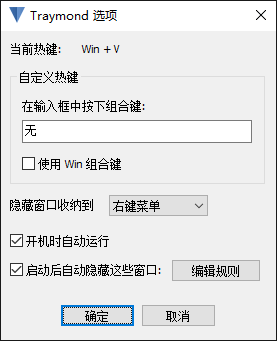 Traymond 选项
当前热键: Win + V
自定义热键
在输入框中按下组合键:
无
使用 Win 组合键
隐藏窗口收纳到 右键菜单
开机时自动运行
启动后自动隐藏这些窗口: 编辑规则
确定 取消